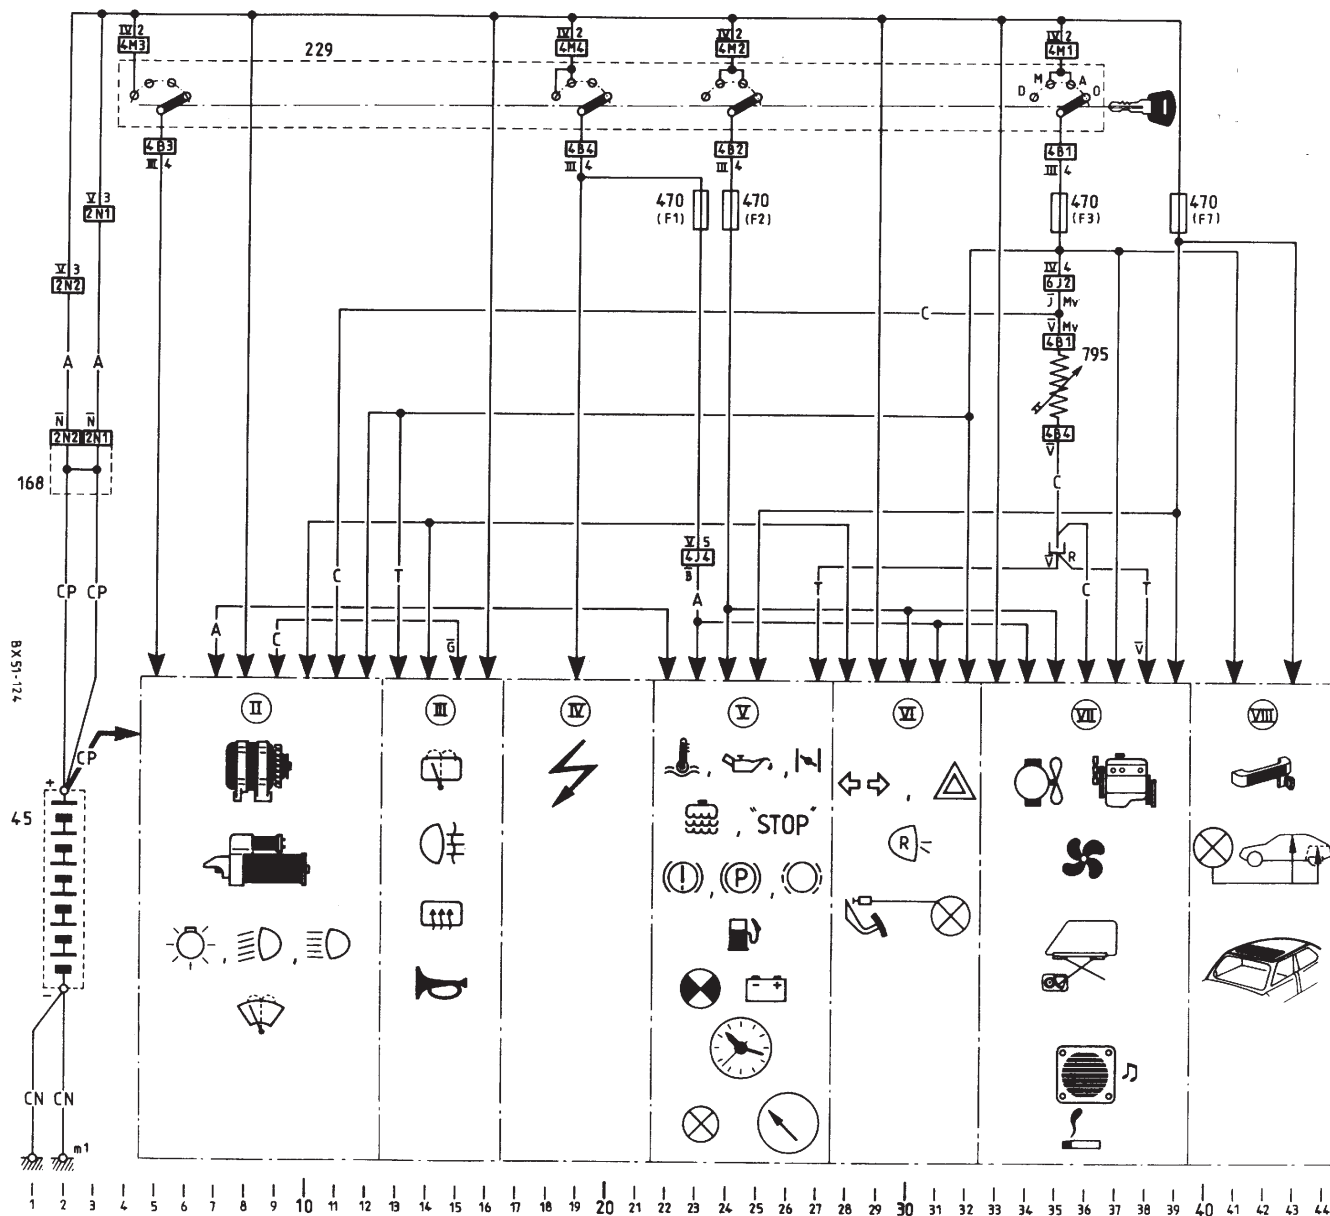 IV 2
4M3
229
IV 2
4M4
IV 2
4M2
IV 2
4M1
M A
D O
4B3
III 4
4B4
III 4
4B2
III 4
4B1
III 4
V 3
2N1
470
(F1)
470
(F2)
470
(F3)
470
(F7)
V 3
2N2
IV 4
6J2
J Mv
C
V Mv
4B1
795
A A
N N
2N2 2N1
4B4
V
168
C
V 5
4J4
B
V R
C T
CP CP
A
T C T
A C G
V
BX 51-124
II III IV V VI VII VIII
CP
+
45
"STOP"
!
P
R
- +
-
CN CN
m1
1 2 3 4 5 6 7 8 9 10 11 12 13 14 15 16 17 18 19 20 21 22 23 24 25 26 27 28 29 30 31 32 33 34 35 36 37 38 39 40 41 42 43 44